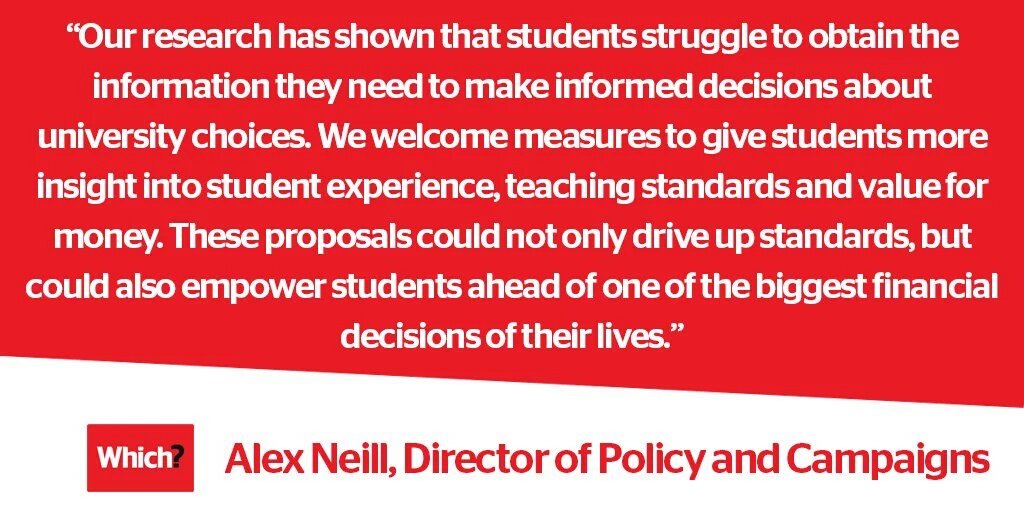 “Our research has shown that students struggle to obtain the
information they need to make informed decisions about
university choices. We welcome measures to give students more
insight into student experience, teaching standards and value for
money. These proposals could not only drive up standards, but
could also empower students ahead of one of the biggest financial
decisions of their lives.”
Which?
Alex Neill, Director of Policy and Campaigns